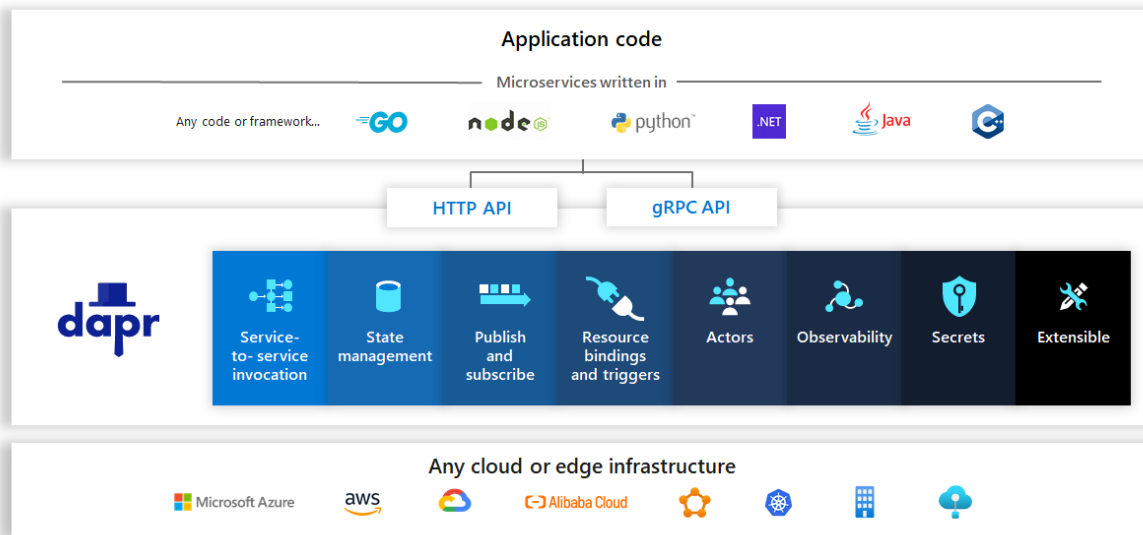 Application code
Microservices written in
Any code or framework...
GO
node
JS
python
.NET
Java
C++
HTTP API
gRPC API
dapr
Service-
to- service
invocation
State
management
Publish
and
subscribe
Resource
bindings
and triggers
Actors
Observability
Secrets
Extensible
Any cloud or edge infrastructure
Microsoft Azure
aws
Alibaba Cloud